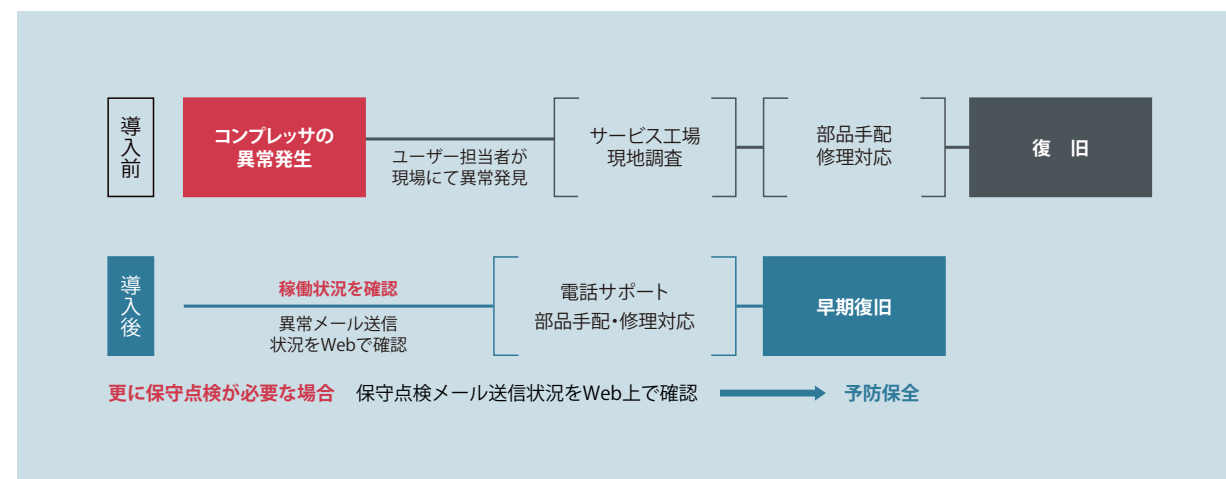 導入前
コンプレッサの
異常発生
ユーザー担当者が
現場にて異常発見
サービス工場
現地調査
部品手配
修理対応
復 旧
導入後
稼働状況を確認
異常メール送信
状況をWebで確認
電話サポート
部品手配・修理対応
早期復旧
更に保守点検が必要な場合 保守点検メール送信状況をWeb上で確認 予防保全